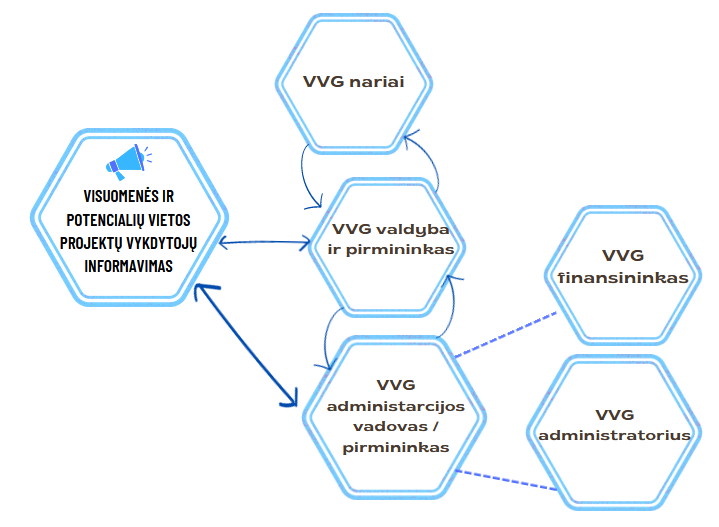 VVG nariai
VISUOMENĖS IR
POTENCIALIŲ VIETOS
PROJEKTŲ VYKDYTOJŲ
INFORMAVIMAS
VVG valdyba
ir pirmininkas
VVG
finansininkas
VVG
administarcijos
vadovas /
pirmininkas
VVG
administratorius